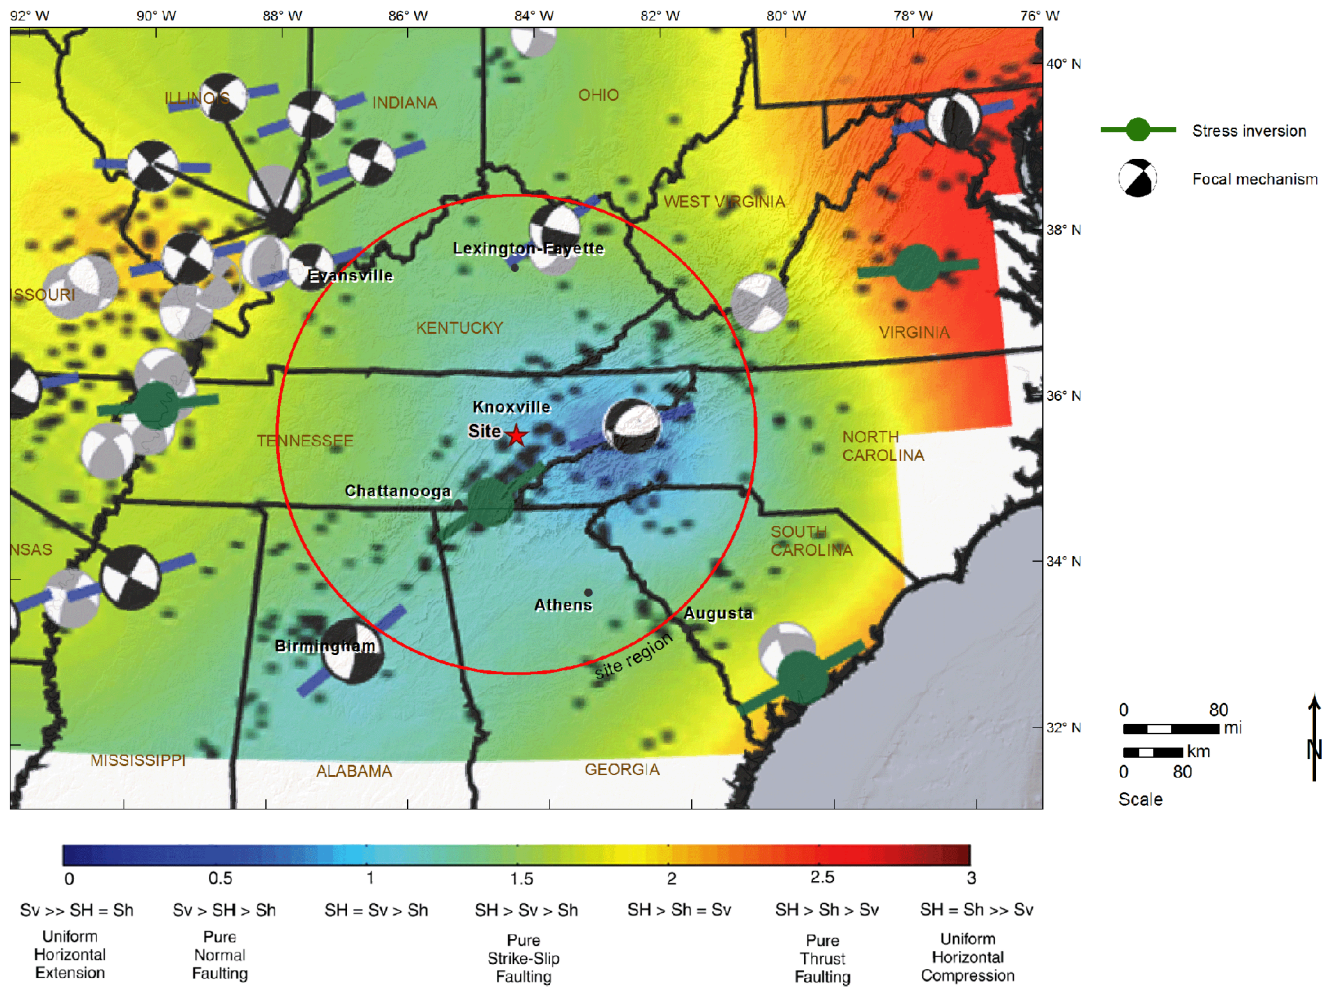 92° W 90° W 88° W 86° W 84° W 82° W 80° W 78° W 76° W
40° N
ILLINOIS
INDIANA
OHIO
Stress inversion
Focal mechanism
WEST VIRGINIA
38° N
Lexington-Fayette
Evansville
ISSOURI
KENTUCKY
VIRGINIA
36° N
Knoxville
Site
TENNESSEE
NORTH
CAROLINA
Chattanooga
SOUTH
CAROLINA
NSAS
34° N
Athens
Augusta
Birmingham
site region
32° N
MISSISSIPPI
ALABAMA
GEORGIA
0 80
mi
km
0 80
Scale
N
0 0.5 1 1.5 2 2.5 3
Sv >> SH = Sh Sv > SH > Sh SH = Sv > Sh SH > Sv > Sh SH > Sh = Sv SH > Sh > Sv SH = Sh >> Sv
Uniform Horizontal Extension
Pure Normal Faulting
Pure Strike-Slip Faulting
Pure Thrust Faulting
Uniform Horizontal Compression